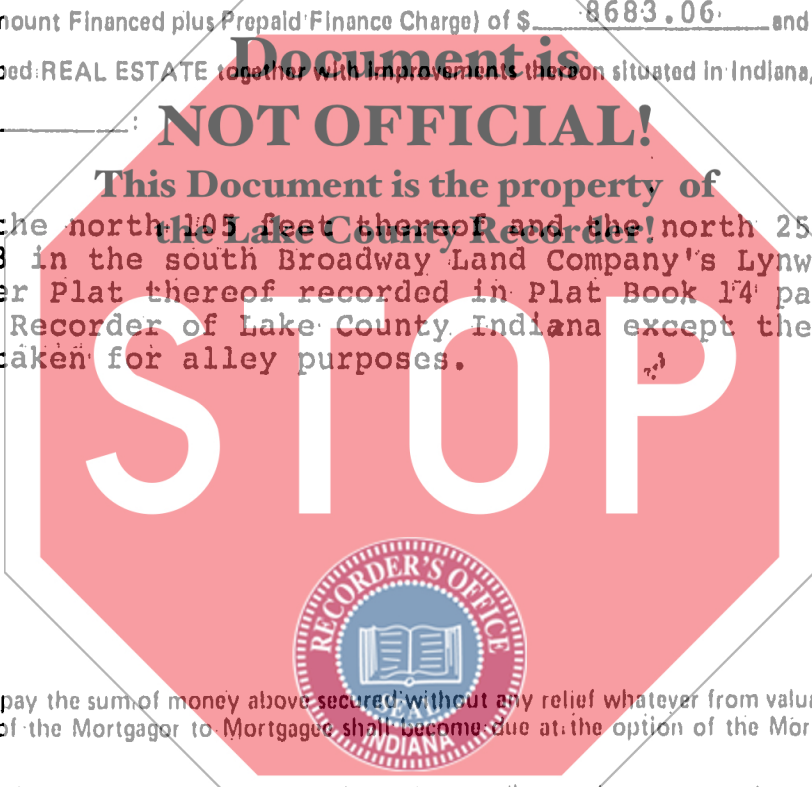 mount Financed plus Prepaid Finance Charge) of $ 8683.06 and
Document is
bed REAL ESTATE together with improvements thereon situated in Indiana,
:
NOT OFFICIAL!
This Document is the property of
the Lake County Recorder!
the north 105 feet thereof and the north 25
in the south Broadway Land Company's Lynw
er Plat thereof recorded in Plat Book 14 pa
Recorder of Lake County Indiana except the
taken for alley purposes.
STOP
RECORDER'S OFFICE
SEAL
INDIANA
pay the sum of money above secured without any relief whatever from valu
of the Mortgagor to Mortgagee shall become due at the option of the Mor